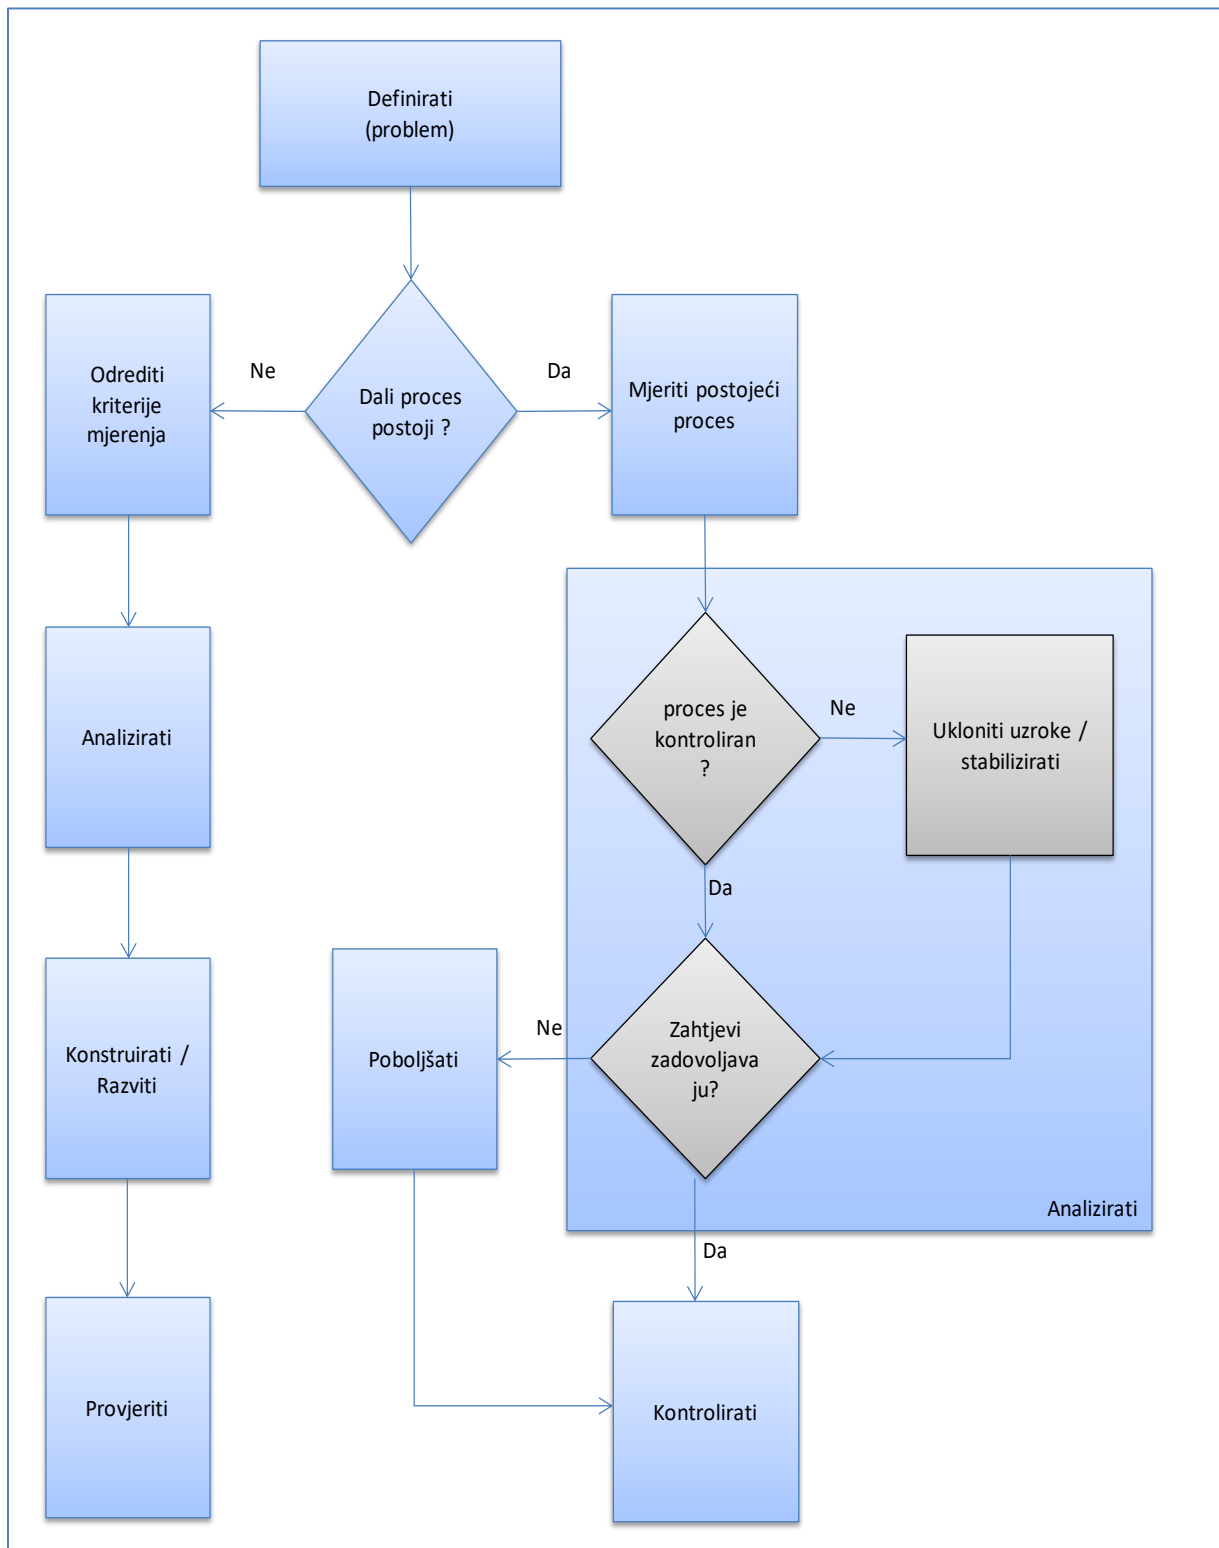 Definirati
(problem)
Ne
Da
Odrediti
kriterije
mjerenja
Dali proces
postoji ?
Mjeriti postojeći
proces
Analizirati
proces je
kontroliran
?
Ne
Ukloniti uzroke /
stabilizirati
Da
Konstruirati /
Razviti
Poboljšati
Ne
Zahtjevi
zadovoljava
ju?
Analizirati
Da
Provjeriti
Kontrolirati